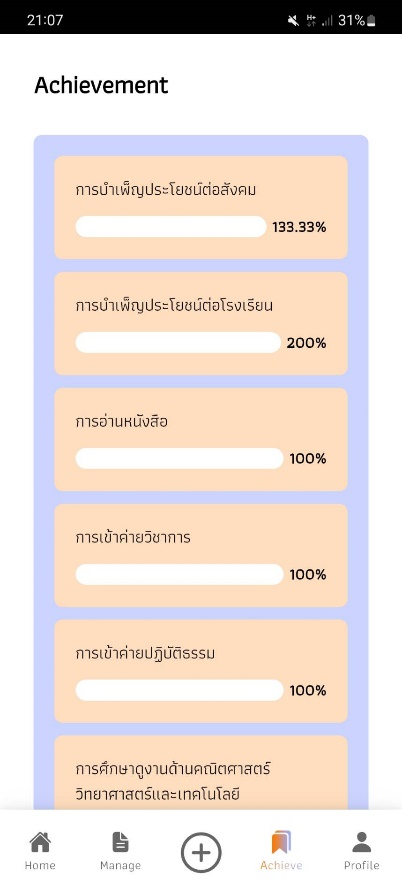 21:07
H+
31%
Achievement
การบำเพ็ญประโยชน์ต่อสังคม
133.33%
การบำเพ็ญประโยชน์ต่อโรงเรียน
200%
การอ่านหนังสือ
100%
การเข้าค่ายวิชาการ
100%
การเข้าค่ายปฏิบัติธรรม
100%
การศึกษาดูงานด้านคณิตศาสตร์
วิทยาศาสตร์และเทคโนโลยี
Home
Manage
Achieve
Profile